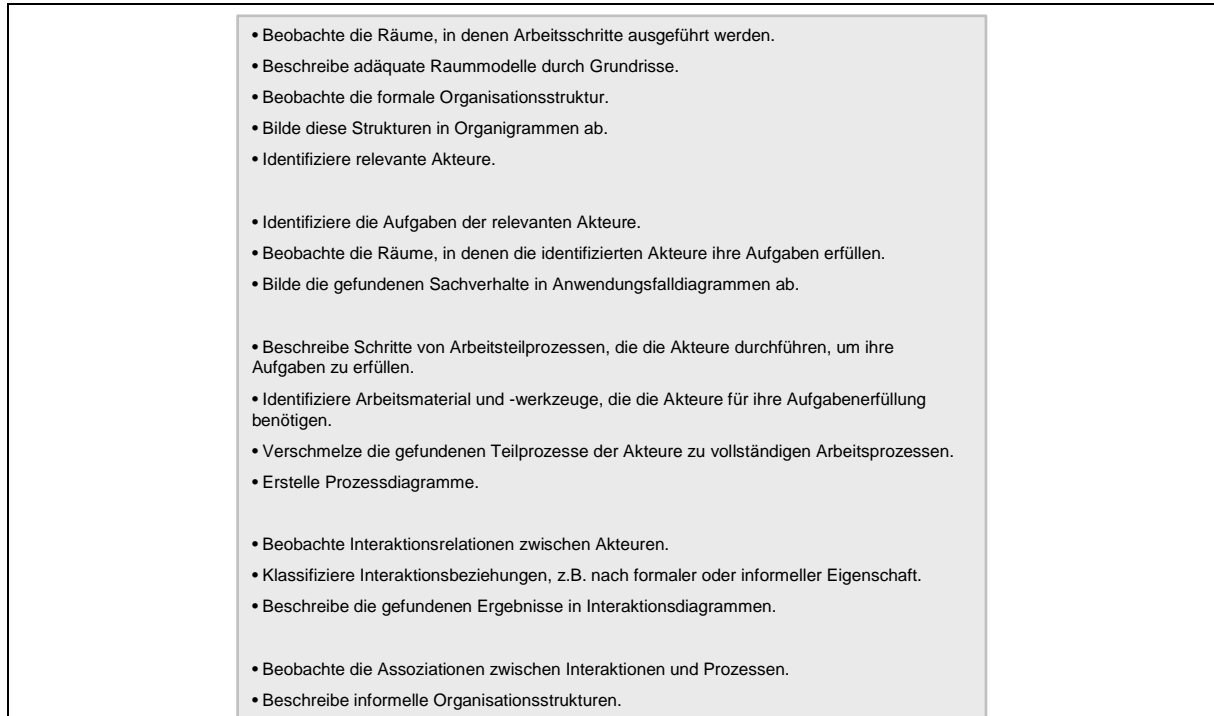 • Beobachte die Räume, in denen Arbeitsschritte ausgeführt werden.
• Beschreibe adäquate Raummodelle durch Grundrisse.
• Beobachte die formale Organisationsstruktur.
• Bilde diese Strukturen in Organigrammen ab.
• Identifiziere relevante Akteure.
• Identifiziere die Aufgaben der relevanten Akteure.
• Beobachte die Räume, in denen die identifizierten Akteure ihre Aufgaben erfüllen.
• Bilde die gefundenen Sachverhalte in Anwendungsfalldiagrammen ab.
• Beschreibe Schritte von Arbeitsteilprozessen, die die Akteure durchführen, um ihre
Aufgaben zu erfüllen.
• Identifiziere Arbeitsmaterial und -werkzeuge, die die Akteure für ihre Aufgabenerfüllung
benötigen.
• Verschmelze die gefundenen Teilprozesse der Akteure zu vollständigen Arbeitsprozessen.
• Erstelle Prozessdiagramme.
• Beobachte Interaktionsrelationen zwischen Akteuren.
• Klassifiziere Interaktionsbeziehungen, z.B. nach formaler oder informeller Eigenschaft.
• Beschreibe die gefundenen Ergebnisse in Interaktionsdiagrammen.
• Beobachte die Assoziationen zwischen Interaktionen und Prozessen.
• Beschreibe informelle Organisationsstrukturen.